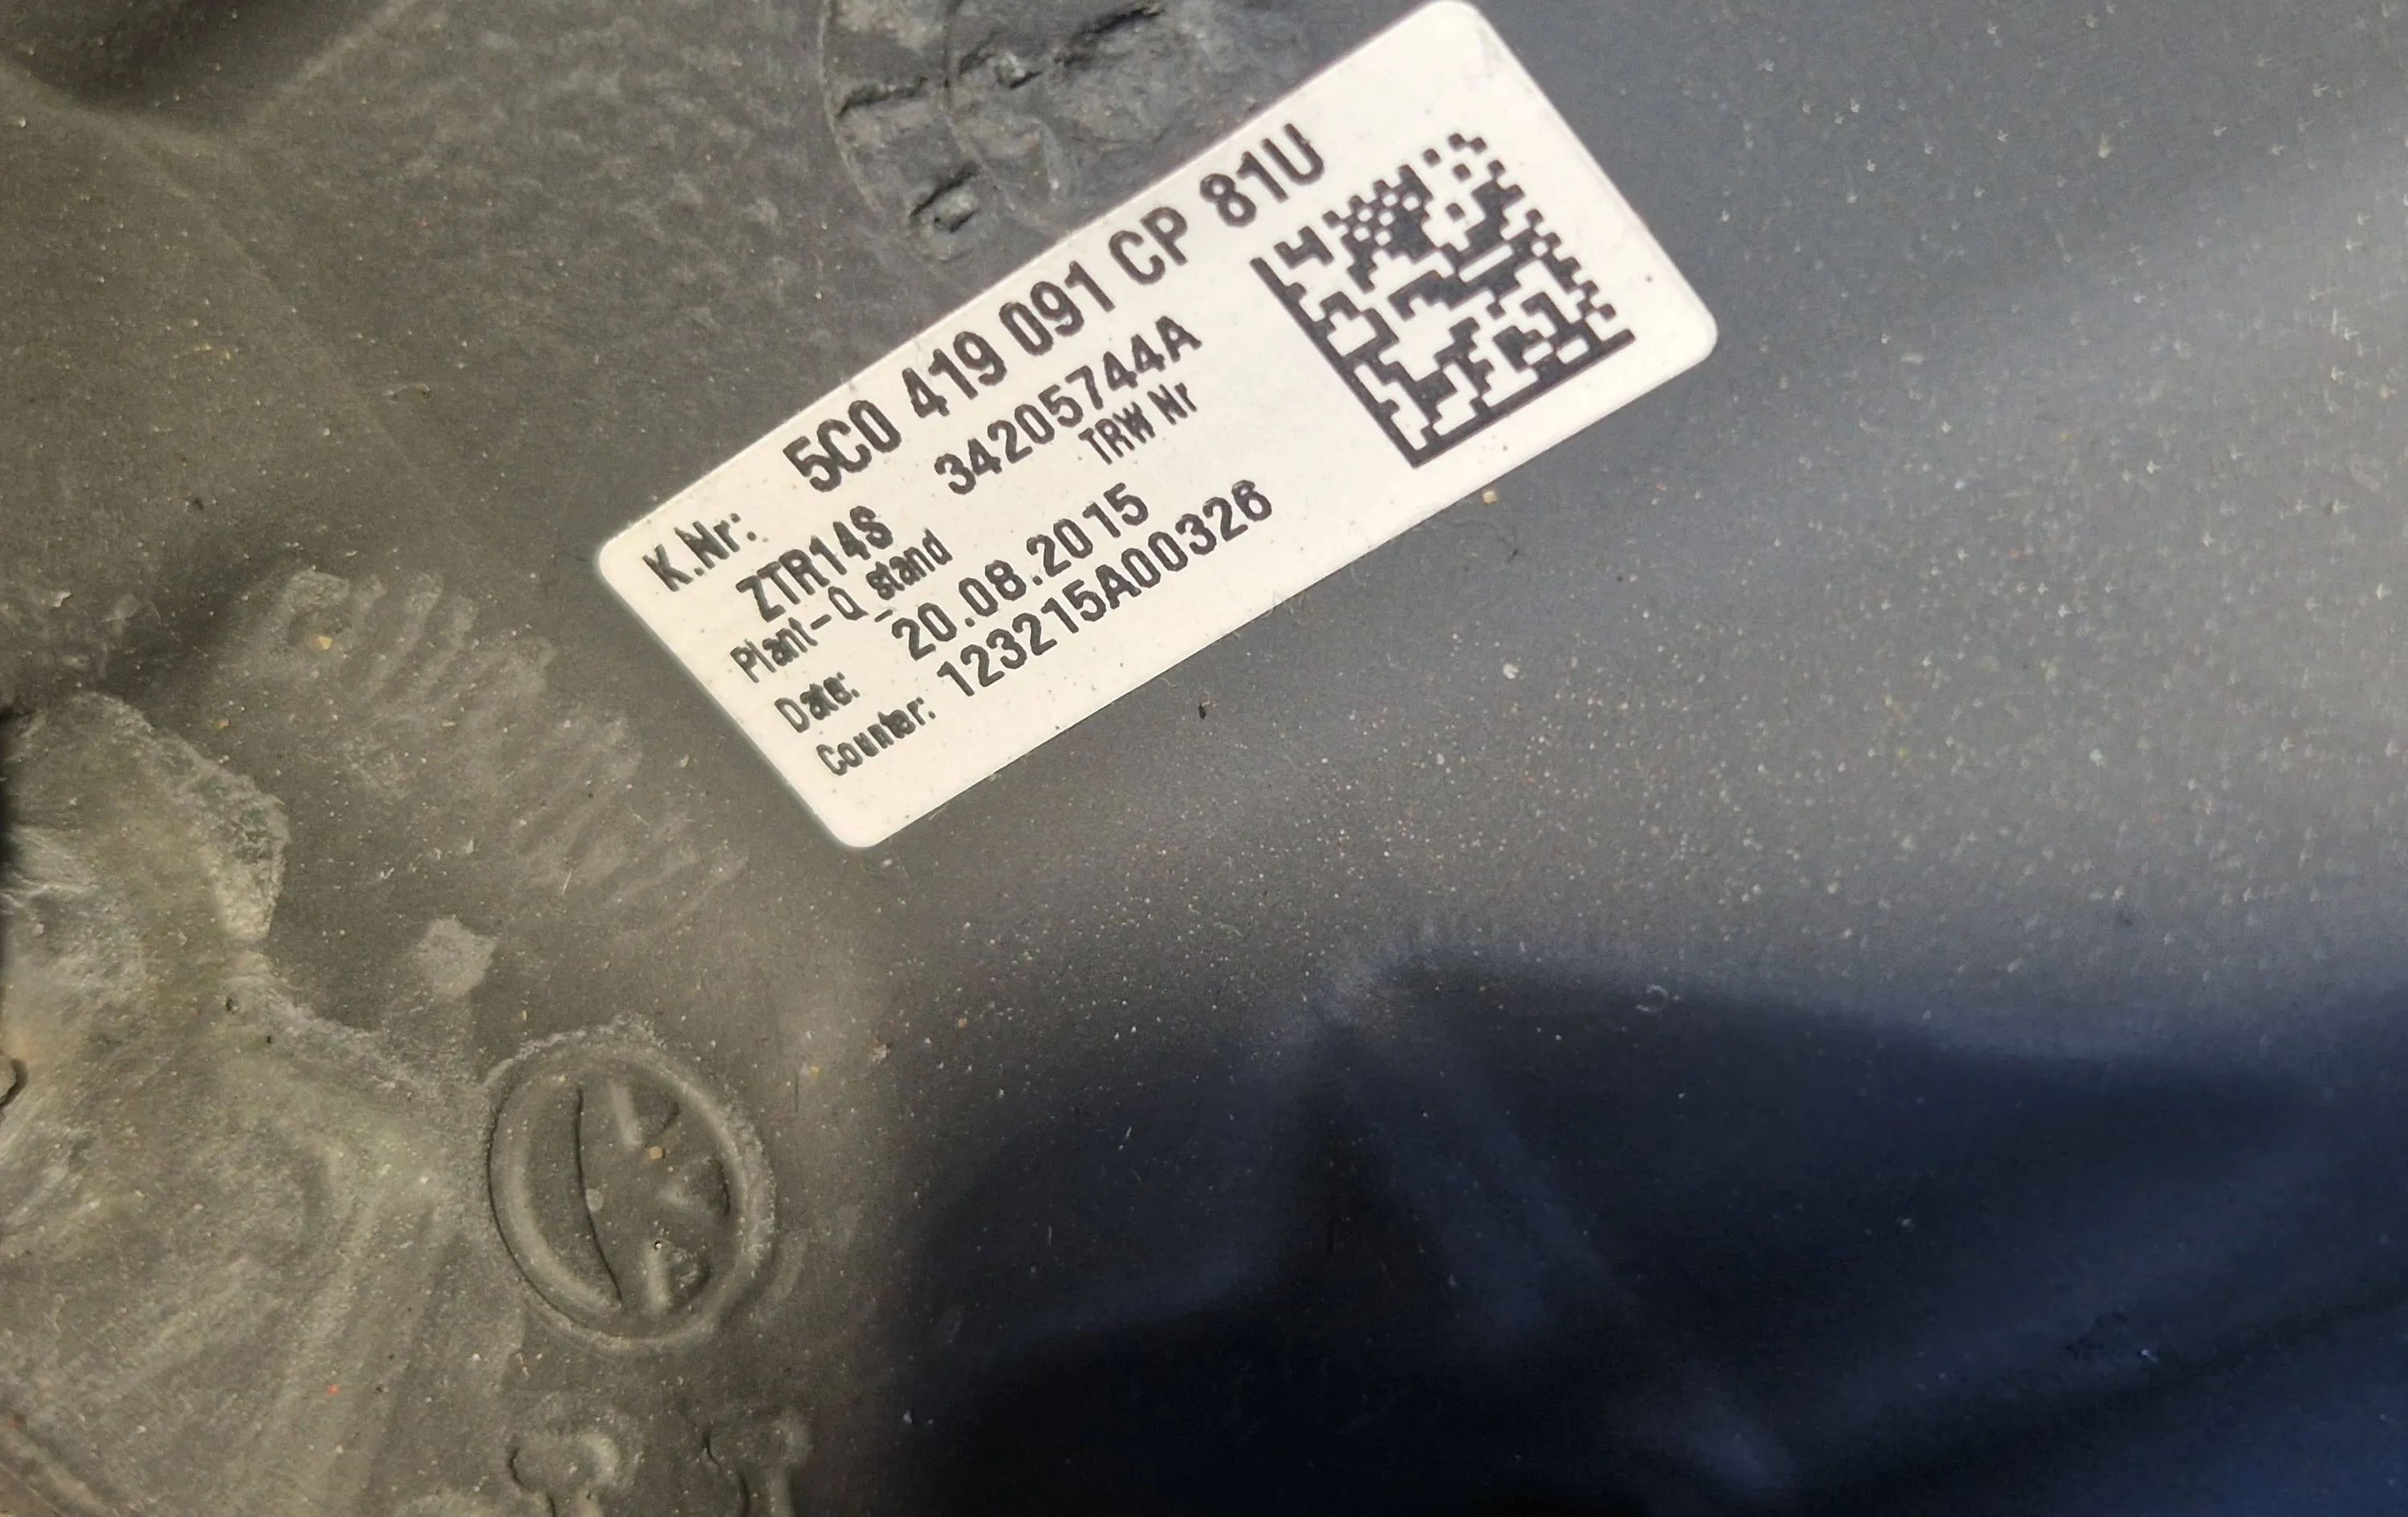 K.Nr: 5C0 419 091 CP 81U
ZTR14S 34205744A
Plant-Q_stand TRW Nr
Date: 20.08.2015
Counter: 123215A00326